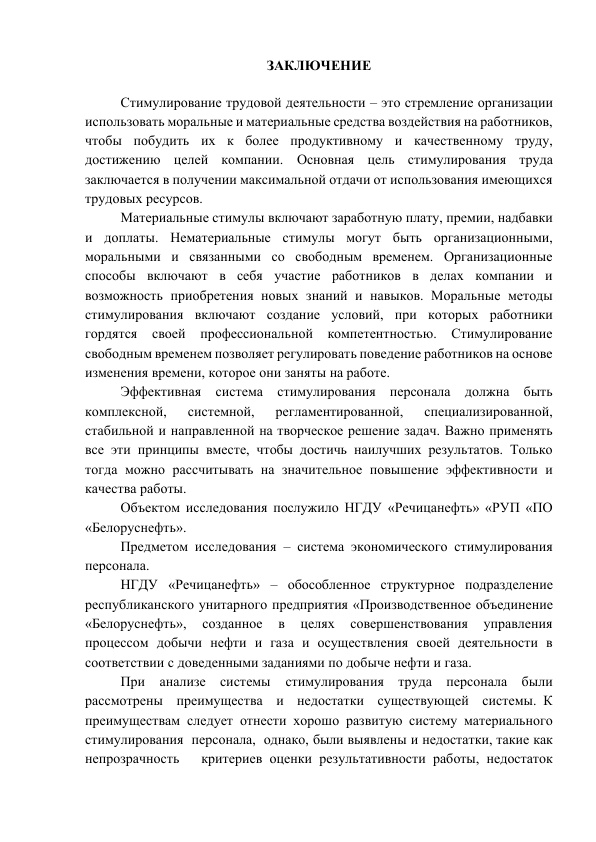 ЗАКЛЮЧЕНИЕ
Стимулирование трудовой деятельности – это стремление организации
использовать моральные и материальные средства воздействия на работников,
чтобы побудить их к более продуктивному и качественному труду,
достижению целей компании. Основная цель стимулирования труда
заключается в получении максимальной отдачи от использования имеющихся
трудовых ресурсов.
Материальные стимулы включают заработную плату, премии, надбавки
и доплаты. Нематериальные стимулы могут быть организационными,
моральными и связанными со свободным временем. Организационные
способы включают в себя участие работников в делах компании и
возможность приобретения новых знаний и навыков. Моральные методы
стимулирования включают создание условий, при которых работники
гордятся своей профессиональной компетентностью. Стимулирование
свободным временем позволяет регулировать поведение работников на основе
изменения времени, которое они заняты на работе.
Эффективная система стимулирования персонала должна быть
комплексной, системной, регламентированной, специализированной,
стабильной и направленной на творческое решение задач. Важно применять
все эти принципы вместе, чтобы достичь наилучших результатов. Только
тогда можно рассчитывать на значительное повышение эффективности и
качества работы.
Объектом исследования послужило НГДУ «Речицанефть» «РУП «ПО
«Белоруснефть».
Предметом исследования – система экономического стимулирования
персонала.
НГДУ «Речицанефть» – обособленное структурное подразделение
республиканского унитарного предприятия «Производственное объединение
«Белоруснефть», созданное в целях совершенствования управления
процессом добычи нефти и газа и осуществления своей деятельности в
соответствии с доведенными заданиями по добыче нефти и газа.
При анализе системы стимулирования труда персонала были
рассмотрены преимущества и недостатки существующей системы. К
преимуществам следует отнести хорошо развитую систему материального
стимулирования персонала, однако, были выявлены и недостатки, такие как
непрозрачность критериев оценки результативности работы, недостаток